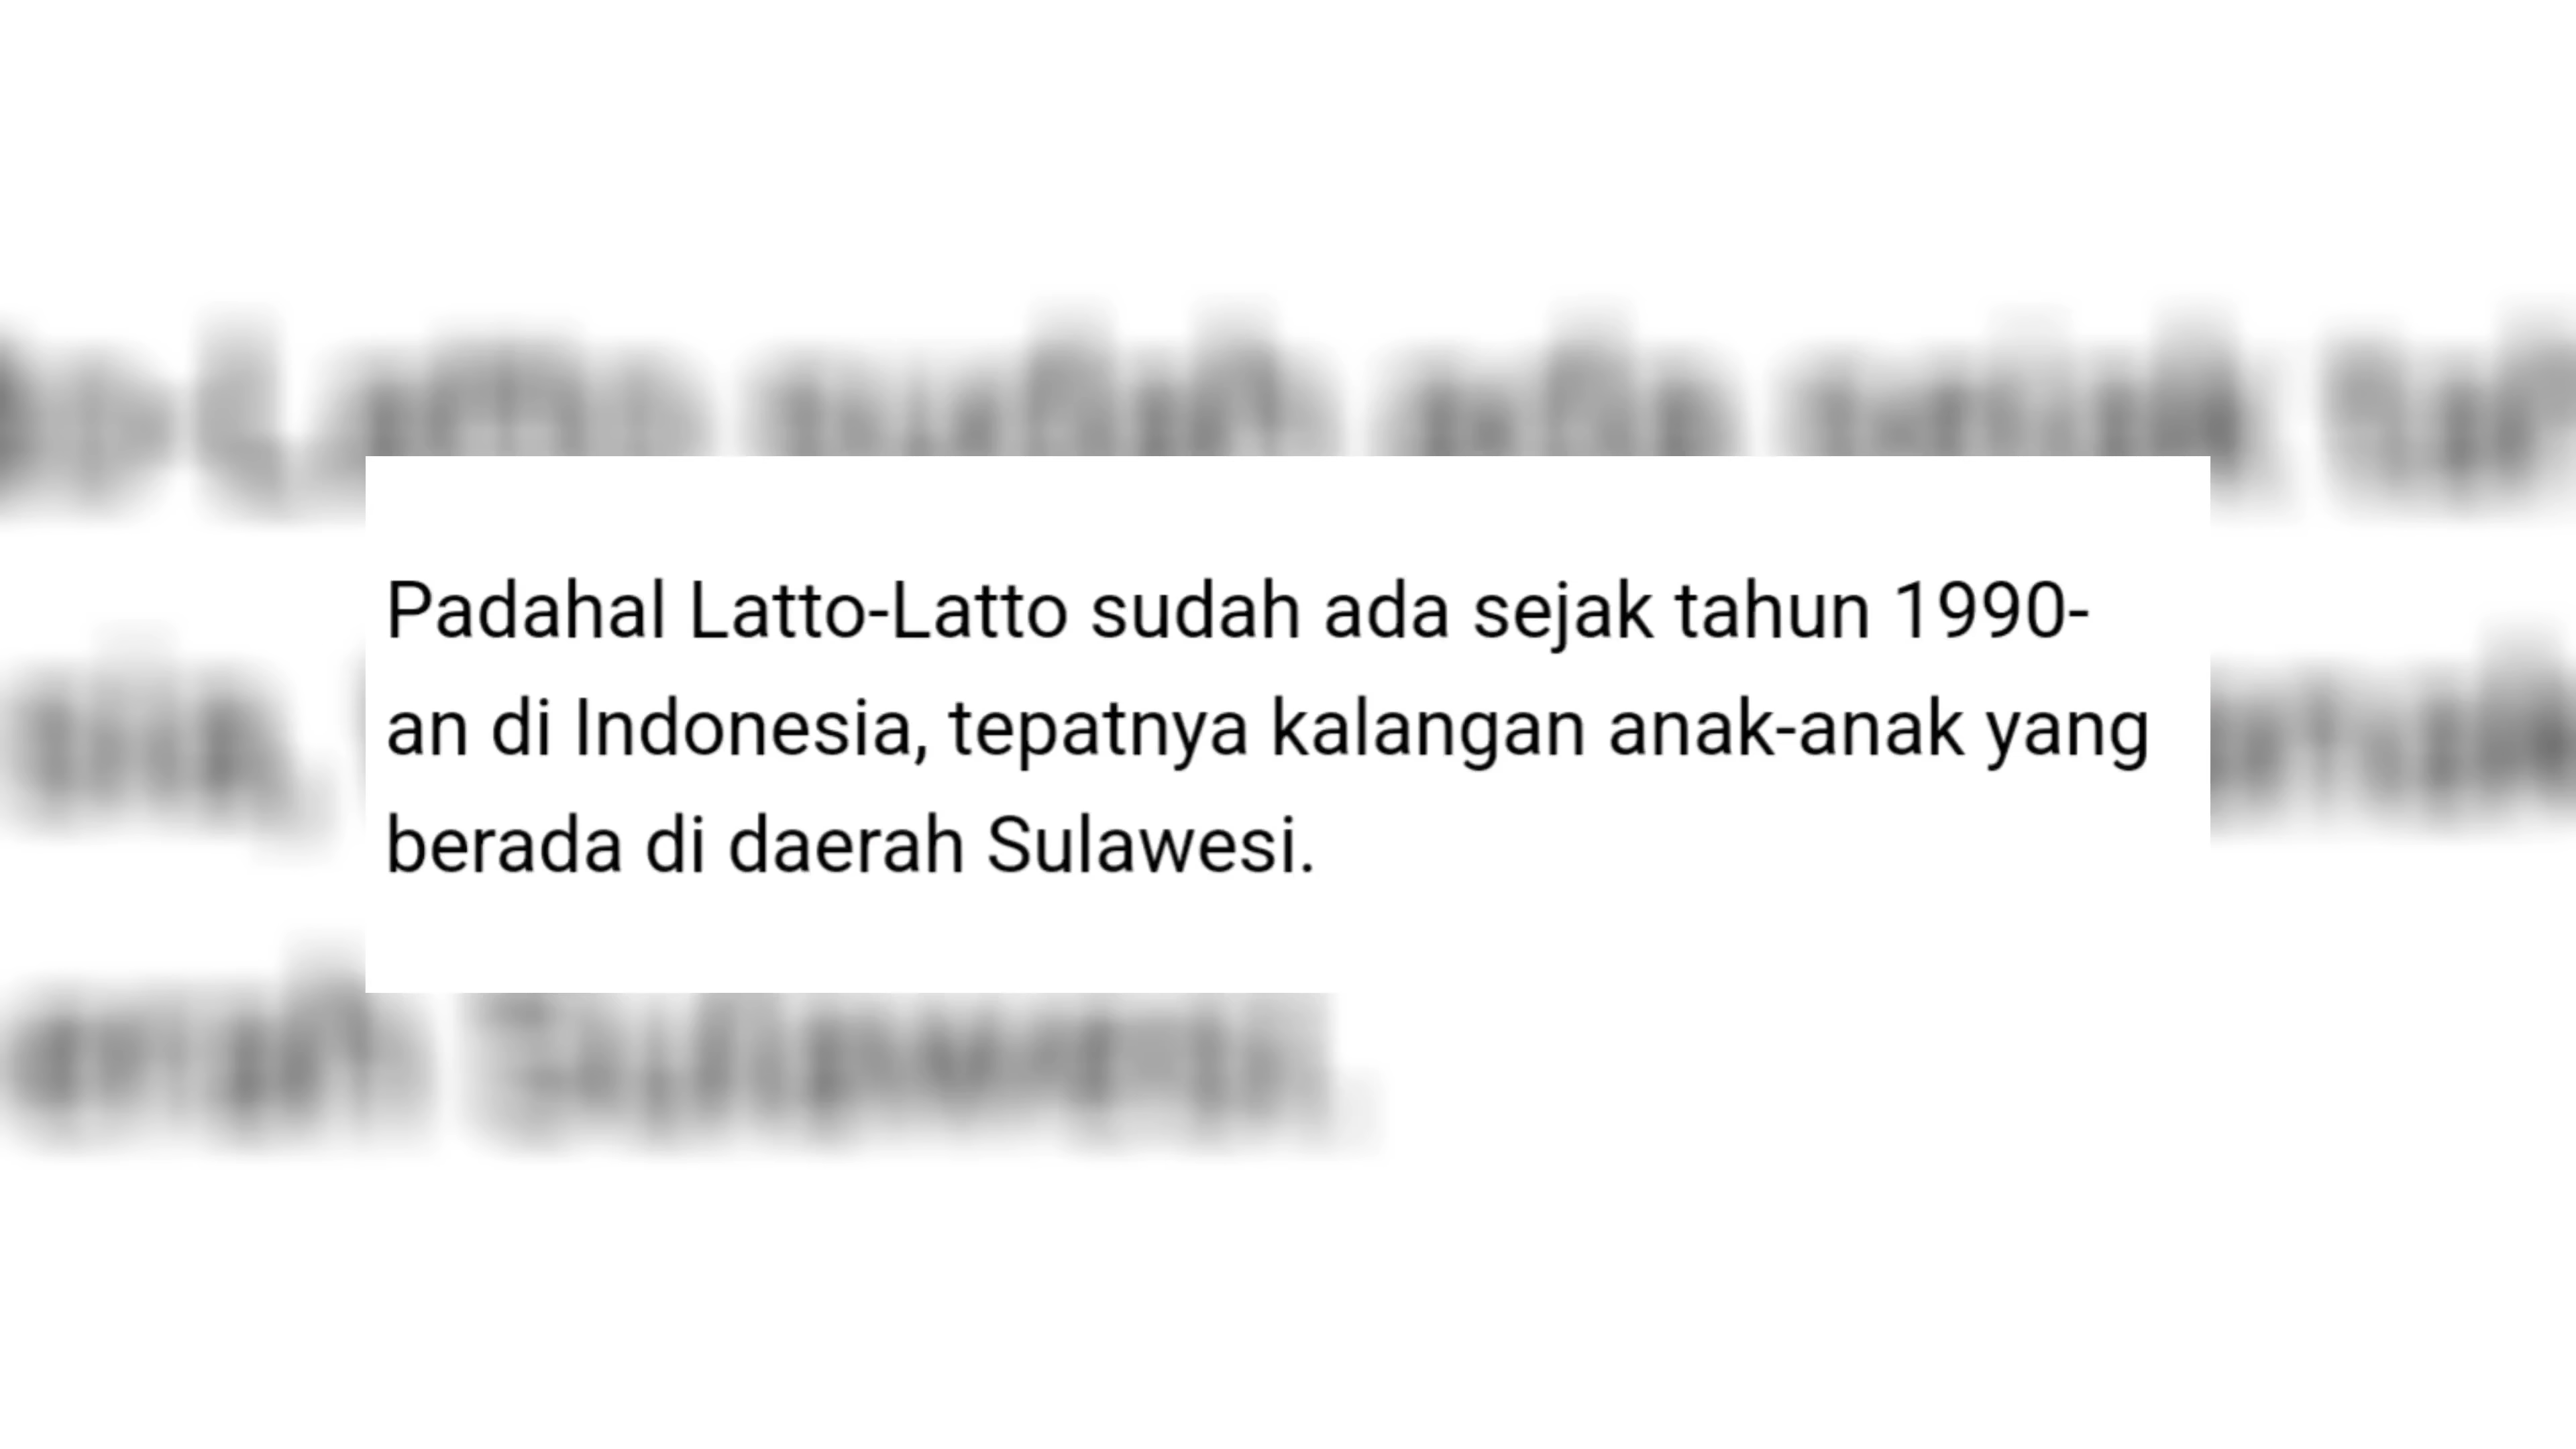 Padahal Latto-Latto sudah ada sejak tahun 1990-
an di Indonesia, tepatnya kalangan anak-anak yang
berada di daerah Sulawesi.